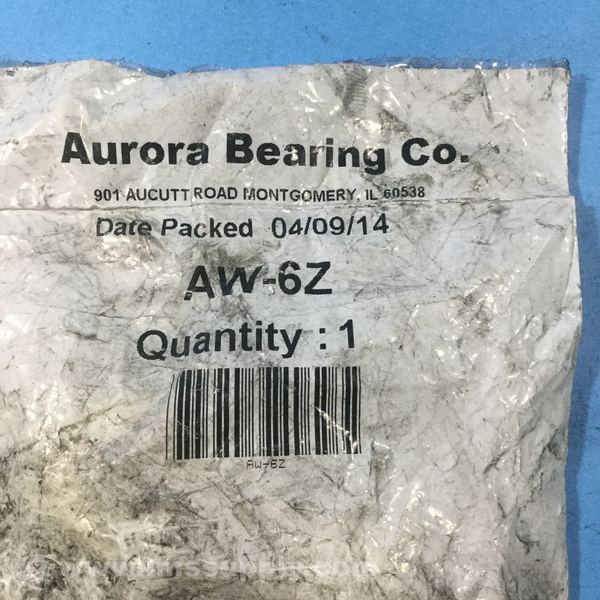 Aurora Bearing Co.
901 AUCUTT ROAD MONTGOMERY, IL 60538
Date Packed 04/09/14
AW-6Z
Quantity : 1
AW-6Z